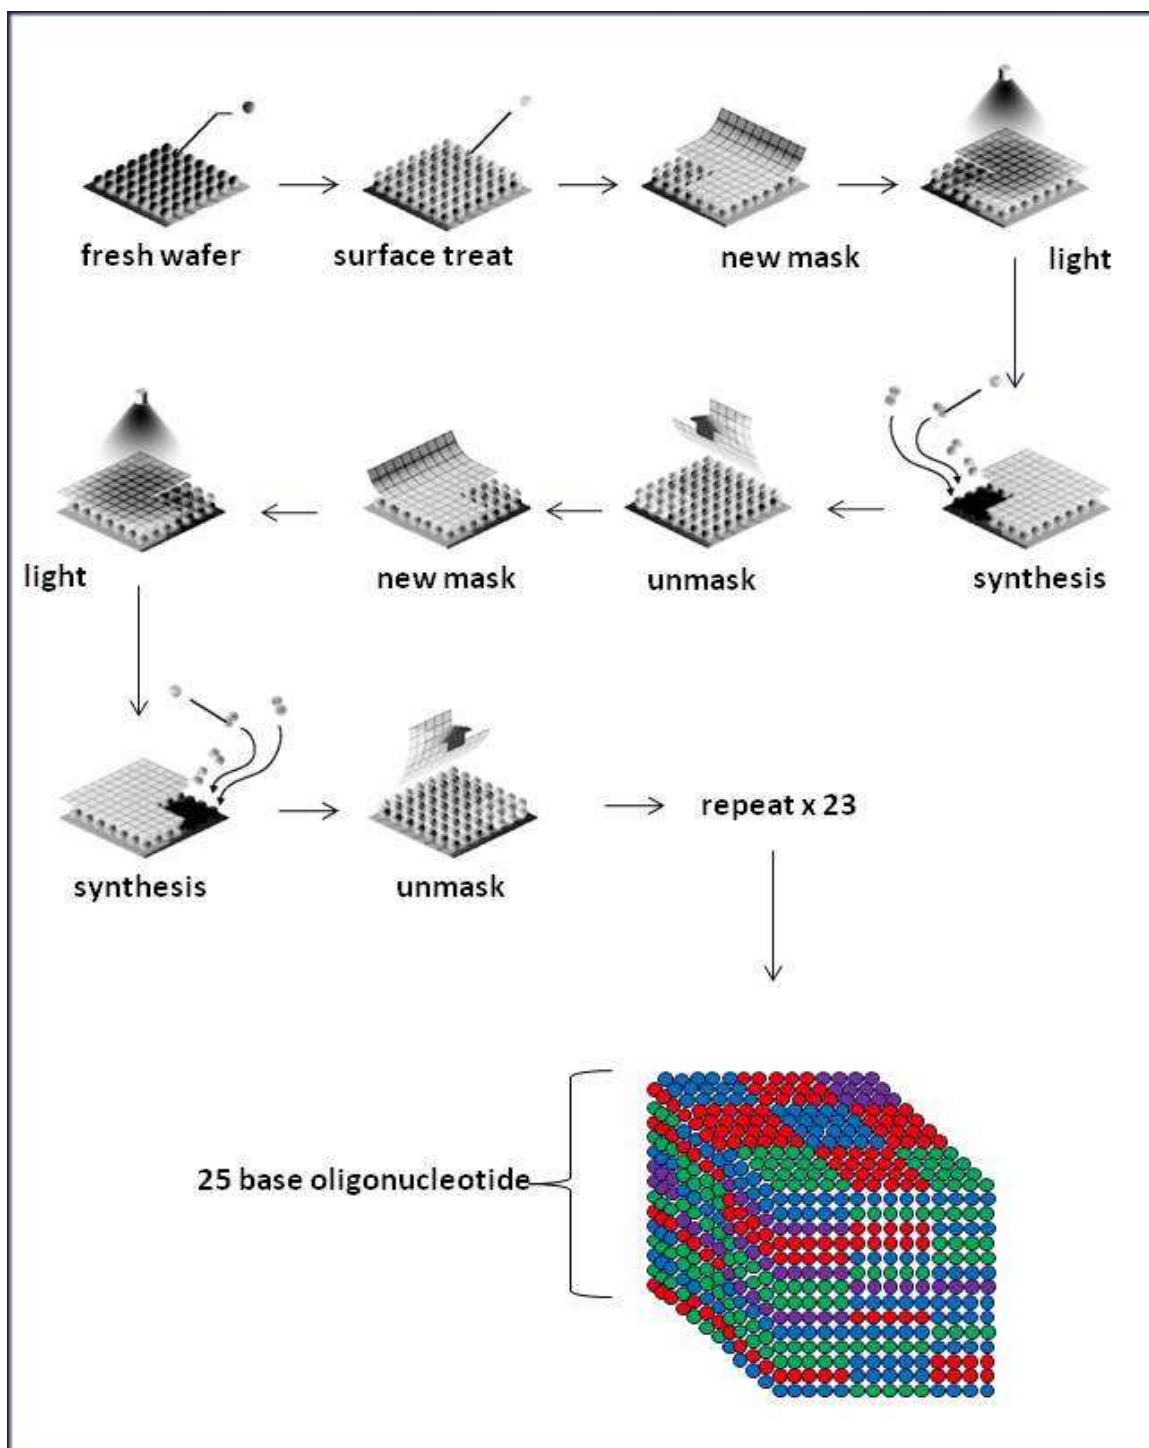 fresh wafer
surface treat
new mask
light
light
new mask
unmask
synthesis
synthesis
unmask
repeat x 23
25 base oligonucleotide